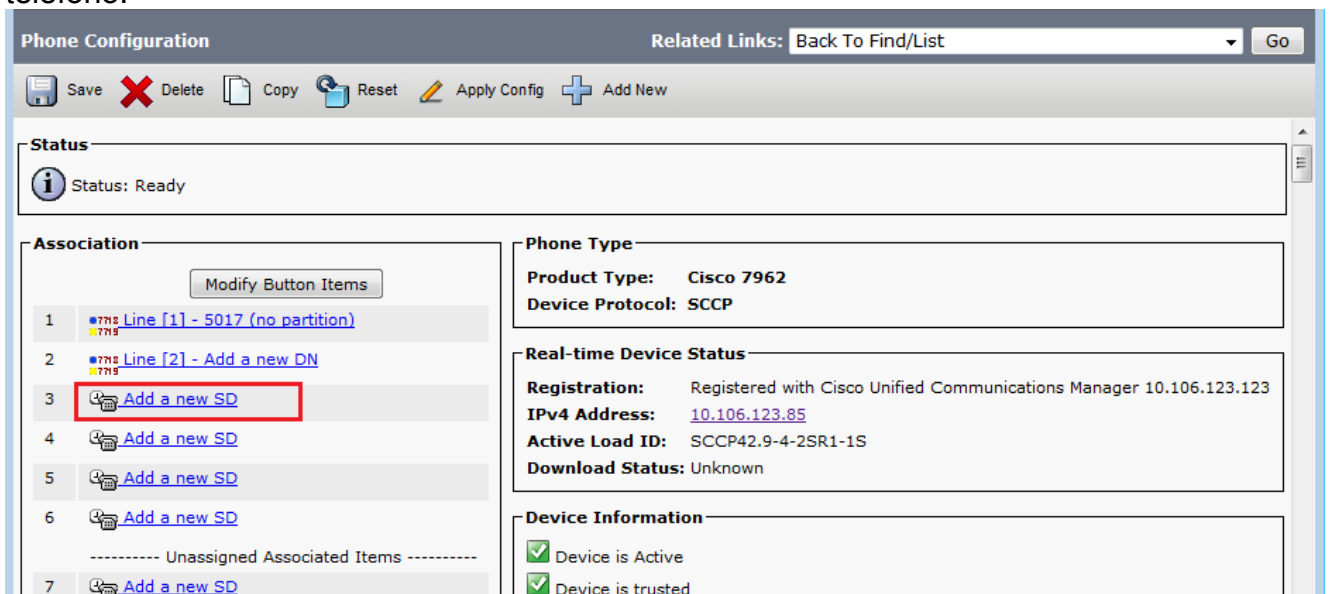 teléfono.
Phone Configuration
Related Links: Back To Find/List Go
Save Delete Copy Reset Apply Config Add New
Status
Status: Ready
Association
Modify Button Items
1 Line [1] - 5017 (no partition)
2 Line [2] - Add a new DN
3 Add a new SD
4 Add a new SD
5 Add a new SD
6 Add a new SD
---------- Unassigned Associated Items ----------
7 Add a new SD
Phone Type
Product Type: Cisco 7962
Device Protocol: SCCP
Real-time Device Status
Registration: Registered with Cisco Unified Communications Manager 10.106.123.123
IPv4 Address: 10.106.123.85
Active Load ID: SCCP42.9-4-2SR1-1S
Download Status: Unknown
Device Information
Device is Active
Device is trusted